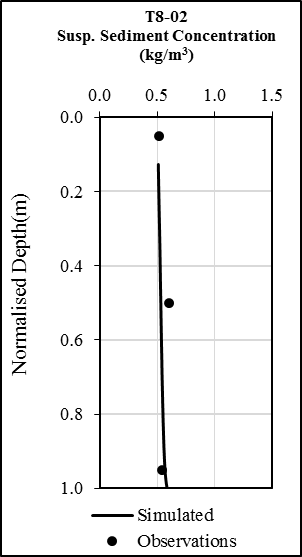 T8-02
Susp. Sediment Concentration
(kg/m³)
0.0 0.5 1.0 1.5
Normalised Depth(m)
0.0
0.2
0.4
0.6
0.8
1.0
Simulated
Observations